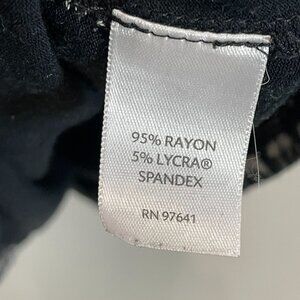 95% RAYON
5% LYCRA®
SPANDEX
RN 97641